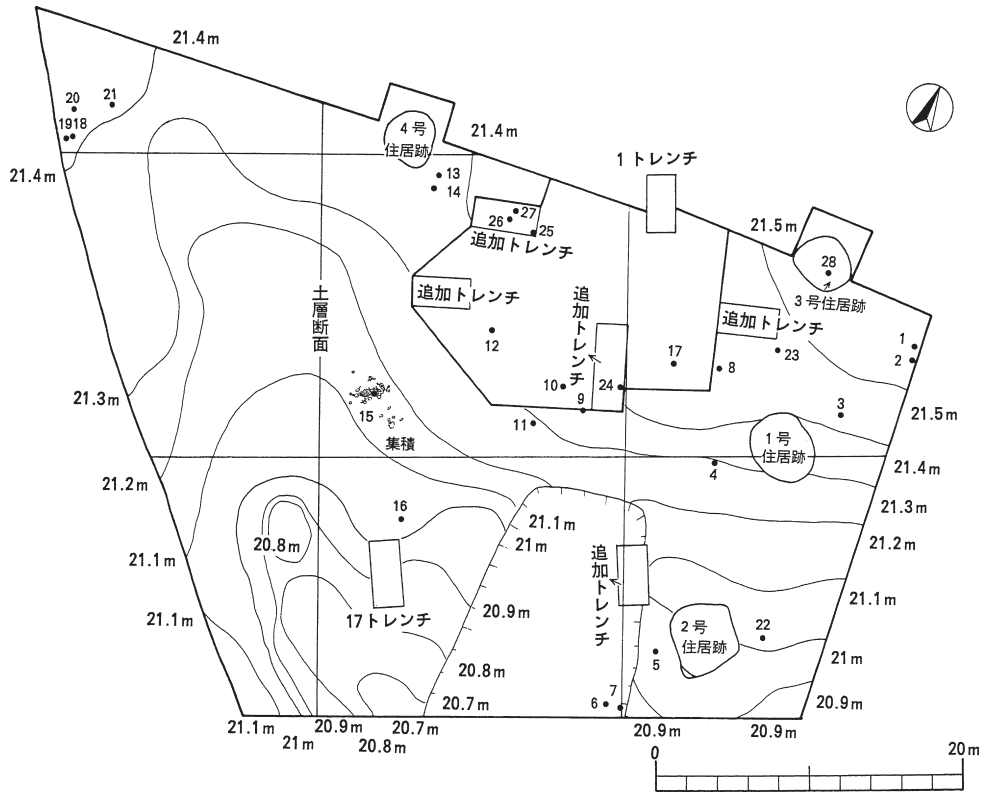 21.4m
20
21
1918
21.4m
4号
住居跡
21.4m
13
14
1トレンチ
27
26
25
追加トレンチ
21.5m
28
3号住居跡
追加トレンチ
追加トレンチ
追加トレンチ
土層断面
12
17
23
8
1
2
10
24
9
3
21.3m
15
11
集積
1号
住居跡
21.5m
4
21.4m
21.2m
21.3m
16
21.1m
21m
20.8m
21.2m
21.1m
追加トレンチ
21.1m
17トレンチ
20.9m
21.1m
2号
住居跡
22
5
21m
20.8m
20.7m
7
6
20.9m
21.1m
20.9m
20.7m
20.9m
20.9m
21m
20.8m
0
20m